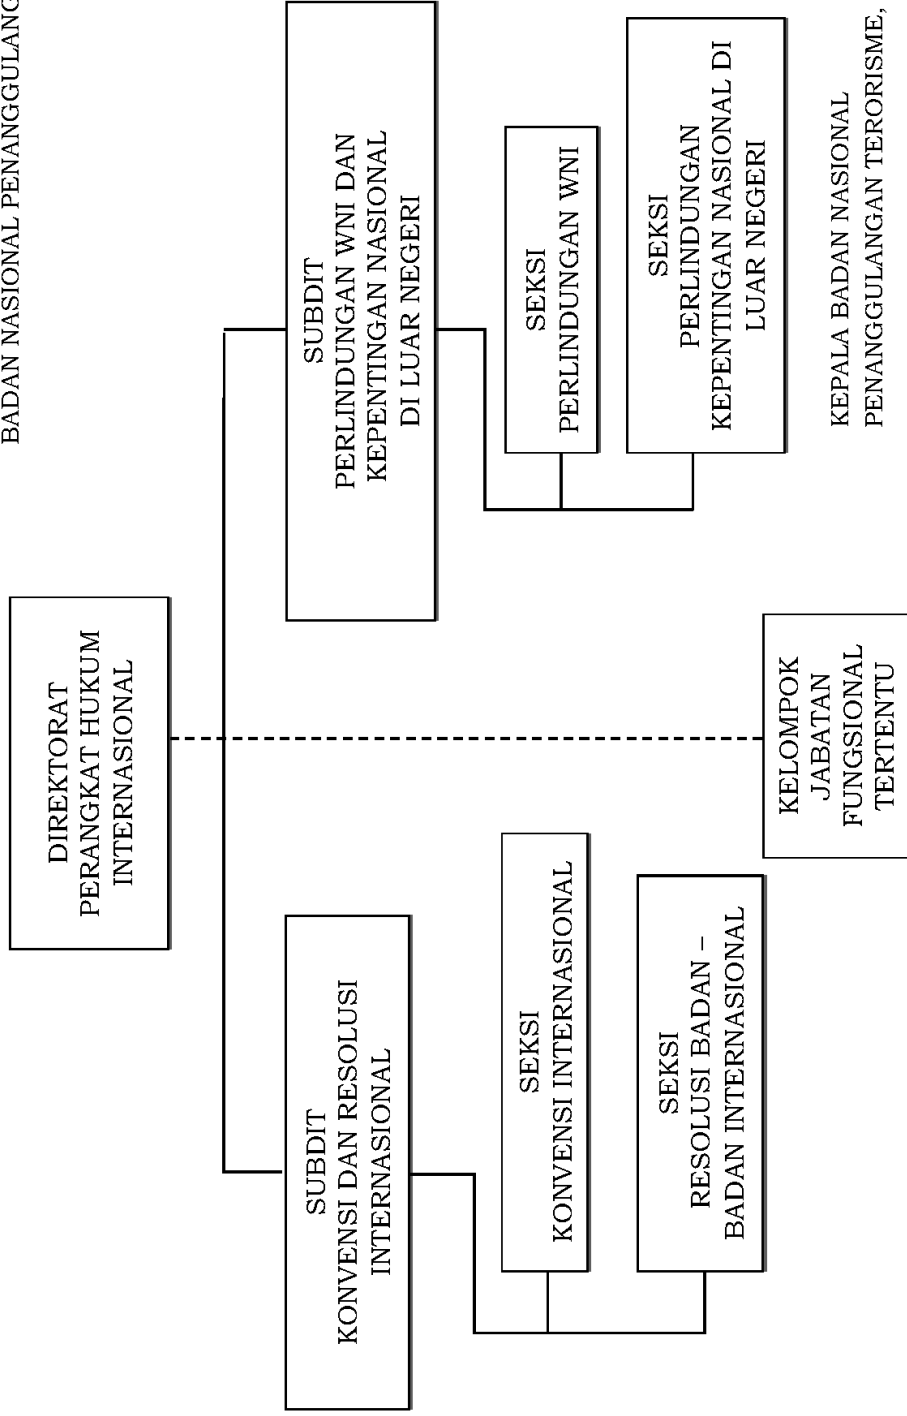 BADAN NASIONAL PENANGGULANG
DIREKTORAT
PERANGKAT HUKUM
INTERNASIONAL
SUBDIT
KONVENSI DAN RESOLUSI
INTERNASIONAL
SUBDIT
PERLINDUNGAN WNI DAN
KEPENTINGAN NASIONAL
DI LUAR NEGERI
SEKSI
KONVENSI INTERNASIONAL
SEKSI
PERLINDUNGAN WNI
SEKSI
RESOLUSI BADAN –
BADAN INTERNASIONAL
SEKSI
PERLINDUNGAN
KEPENTINGAN NASIONAL DI
LUAR NEGERI
KELOMPOK
JABATAN
FUNGSIONAL
TERTENTU
KEPALA BADAN NASIONAL
PENANGGULANGAN TERORISME,